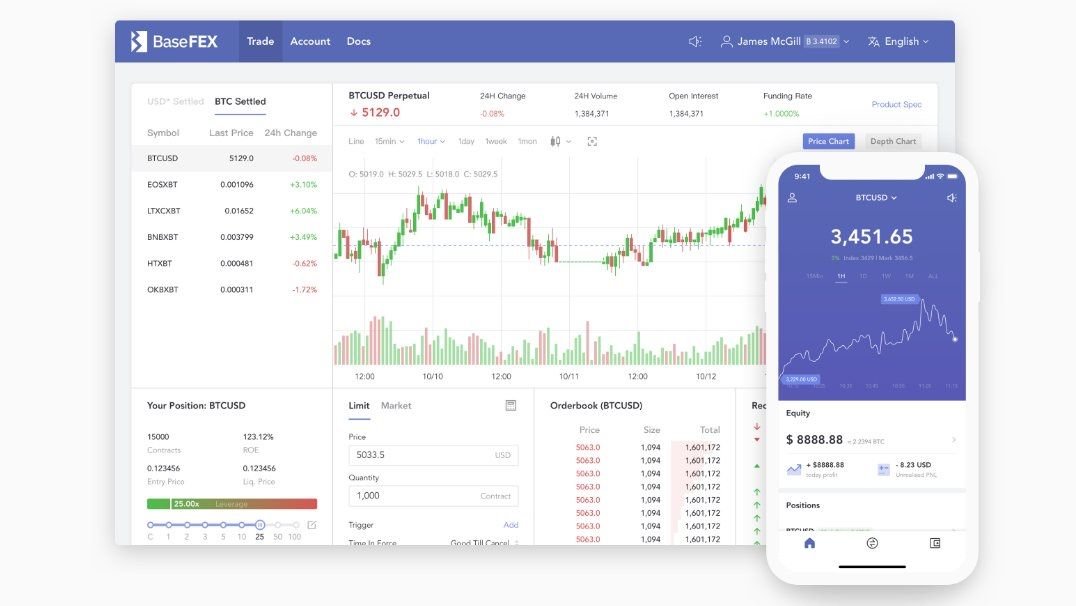 BaseFEX Trade Account Docs James McGill ₿ 3.4102 English
USD* Settled BTC Settled
Symbol Last Price 24h Change
BTCUSD 5129.0 -0.08%
EOSXBT 0.001096 +3.10%
LTXCXBT 0.01652 +6.04%
BNBXBT 0.003799 +3.49%
HTXBT 0.000481 -0.62%
OKBXBT 0.000311 -1.72%
BTCUSD Perpetual 24H Change 24H Volume Open Interest Funding Rate
5129.0 -0.08% 1,384,371 1,384,371 +1.0000%
Product Spec
Line 15min 1hour 1day 1week 1mon Price Chart Depth Chart
O: 5019.0 H: 5029.5 L: 5018.0 C: 5029.5
12:00 10/10 12:00 10/11 12:00 10/12
Your Position: BTCUSD
15000 123.12%
Contracts ROE
0.123456 0.123456
Entry Price Liq. Price
25.00x Leverage
C 1 2 3 5 10 25 50 100
Limit Market
Price
5033.5 USD
Quantity
1,000 Contract
Trigger Add
Time In Force Good Till Cancel
Orderbook (BTCUSD)
Price Size Total
5063.0 1,094 1,601,172
5063.0 1,094 1,601,172
5063.0 1,094 1,601,172
5063.0 1,094 1,601,172
5063.0 1,094 1,601,172
5063.0 1,094 1,601,172
5063.0 1,094 1,601,172
5063.0 1,094 1,601,172
Rec
9:41
BTCUSD
3,451.65
Index 3429 | Mark 3456.5
15Min 1H 1D 1W 1M ALL
3,652.50 USD
3,229.00 USD
10:35 10:45 10:55 11:05 11:15
Equity
$ 8888.88 ≈ 2.2394 BTC
+ $8888.88 - 8.23 USD
today profit Unrealised PNL
Positions
BTCUSD